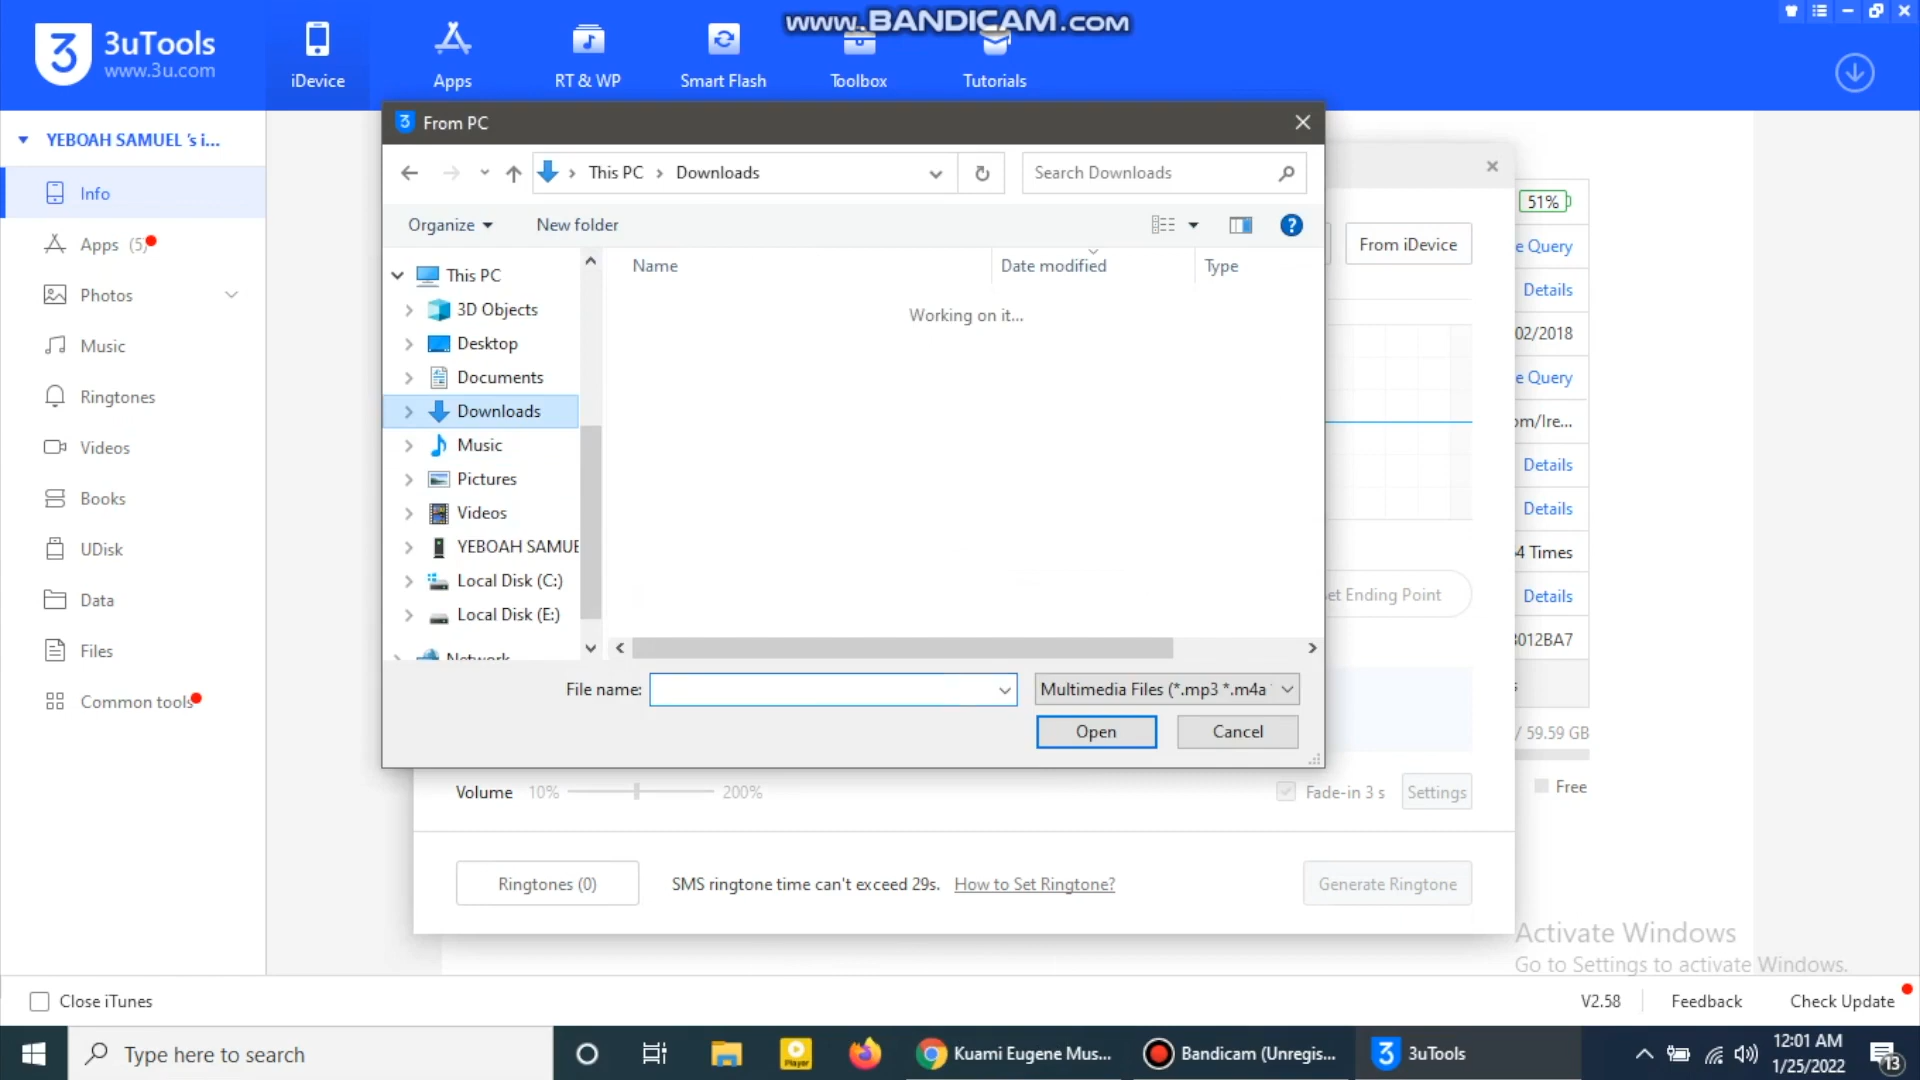 www.BANDICAM.com
3uTools
www.3u.com
iDevice
Apps
RT & WP
Smart Flash
Toolbox
Tutorials
YEBOAH SAMUEL 's i...
Info
Apps (5)
Photos
Music
Ringtones
Videos
Books
UDisk
Data
Files
Common tools
From PC
This PC > Downloads
Search Downloads
Organize
New folder
Name
Date modified
Type
Working on it...
This PC
3D Objects
Desktop
Documents
Downloads
Music
Pictures
Videos
YEBOAH SAMUE
Local Disk (C:)
Local Disk (E:)
Network
File name:
Multimedia Files (*.mp3 *.m4a
Open
Cancel
From iDevice
51%
e Query
Details
02/2018
e Query
om/Ire...
Details
Details
4 Times
et Ending Point
Details
012BA7
/ 59.59 GB
Free
Volume 10% 200%
Fade-in 3 s
Settings
Ringtones (0)
SMS ringtone time can't exceed 29s.
How to Set Ringtone?
Generate Ringtone
Activate Windows
Go to Settings to activate Windows.
Close iTunes
V2.58
Feedback
Check Update
Type here to search
Player
Kuami Eugene Mus...
Bandicam (Unregis...
3uTools
12:01 AM
1/25/2022
13